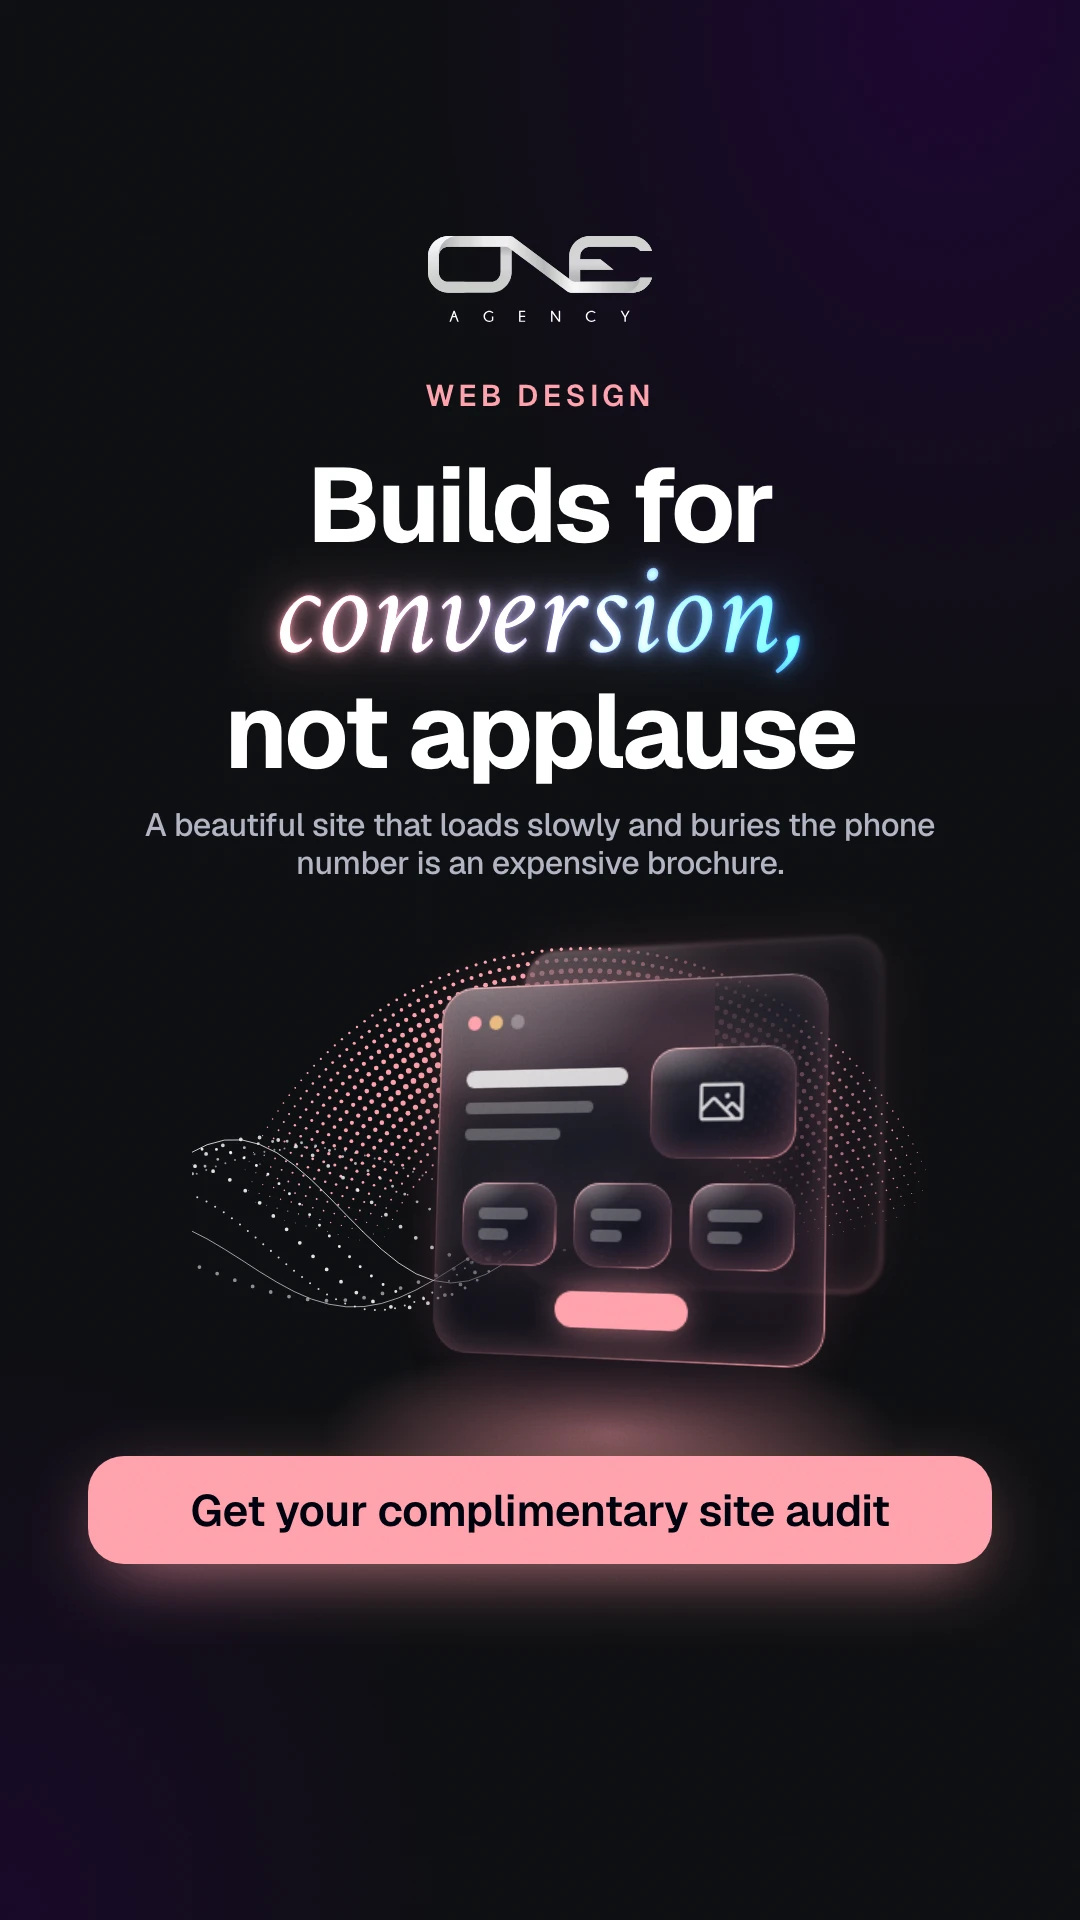 ONE
AGENCY
WEB DESIGN
Builds for
conversion,
not applause
A beautiful site that loads slowly and buries the phone
number is an expensive brochure.
Get your complimentary site audit